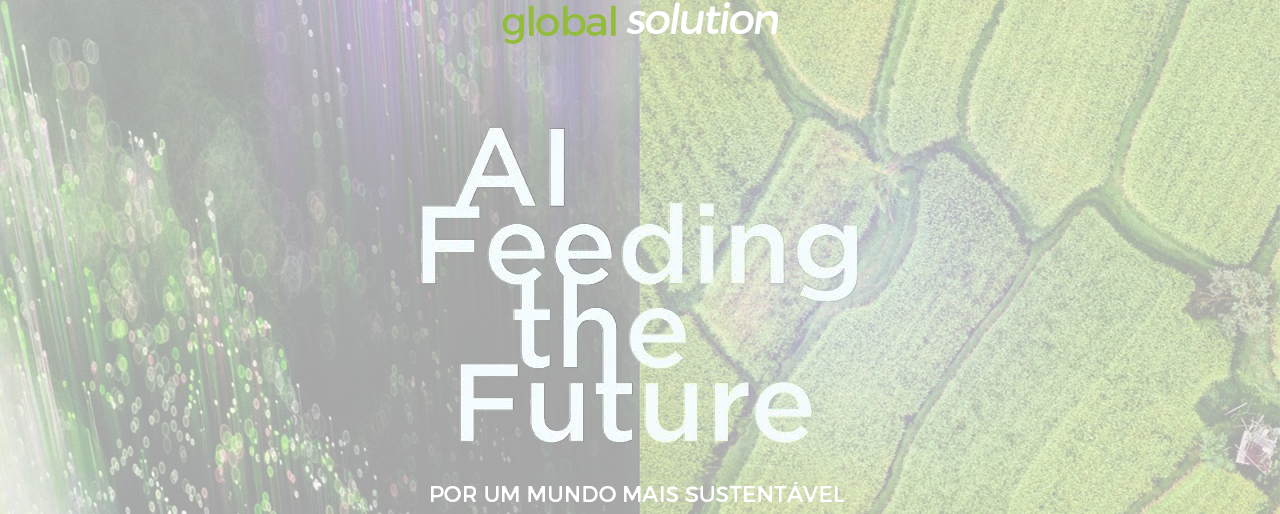 global solution
AI
Feeding
the
Future
POR UM MUNDO MAIS SUSTENTÁVEL